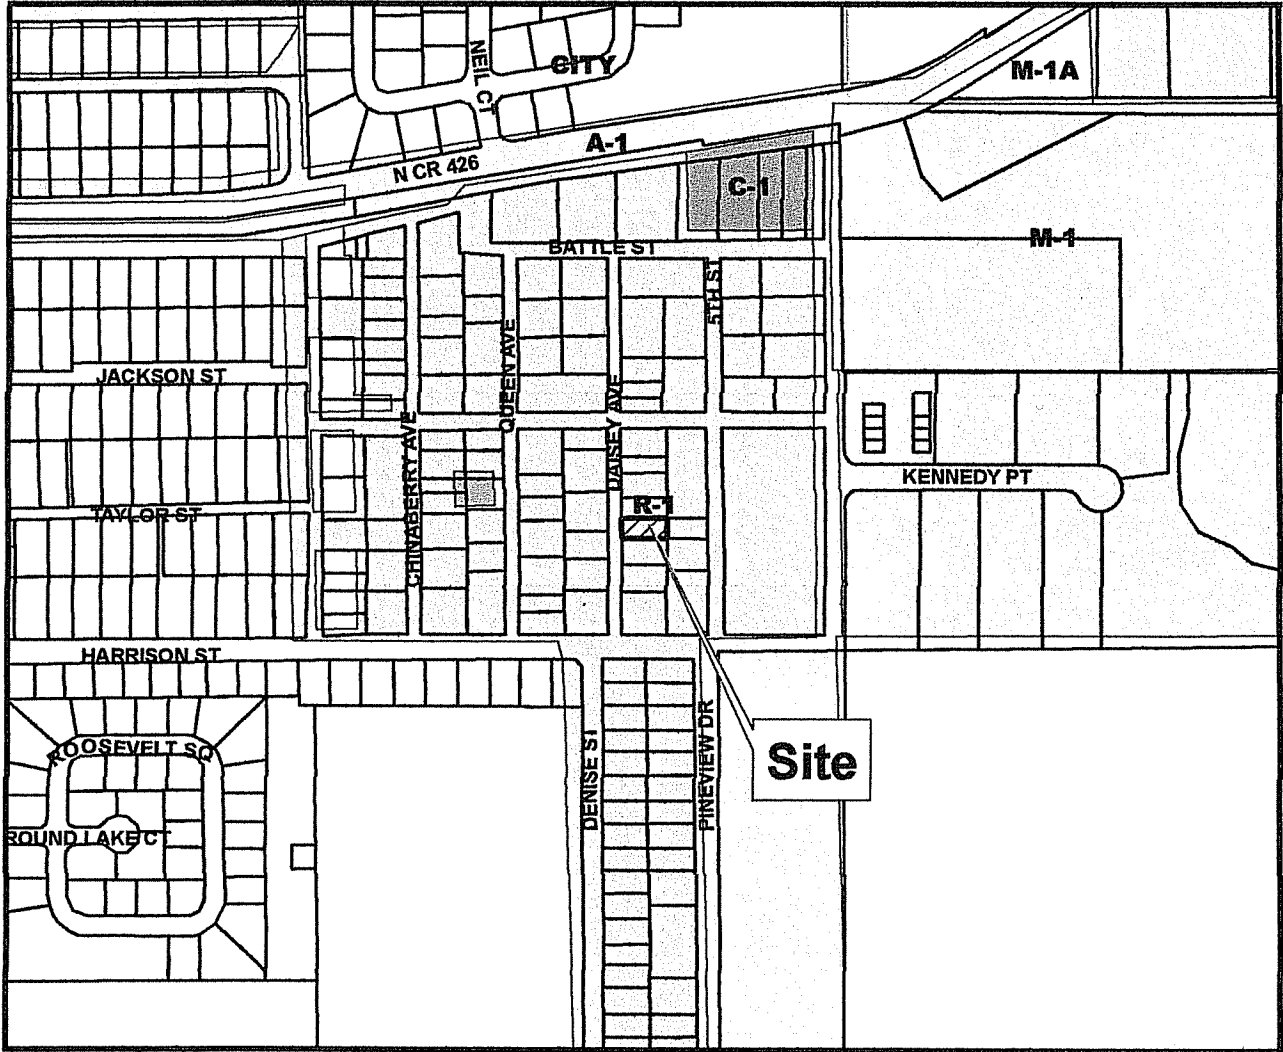 NEIL CT
CITY
M-1A
A-1
N CR 426
C-1
M-1
BATTLE ST
5TH ST
QUEEN AVE
JACKSON ST
DAISEY AVE
CHINABERRY AVE
KENNEDY PT
R-1
TAYLOR ST
HARRISON ST
ROOSEVELT SQ
DENISE ST
PINEVIEW DR
Site
ROUND LAKE CT